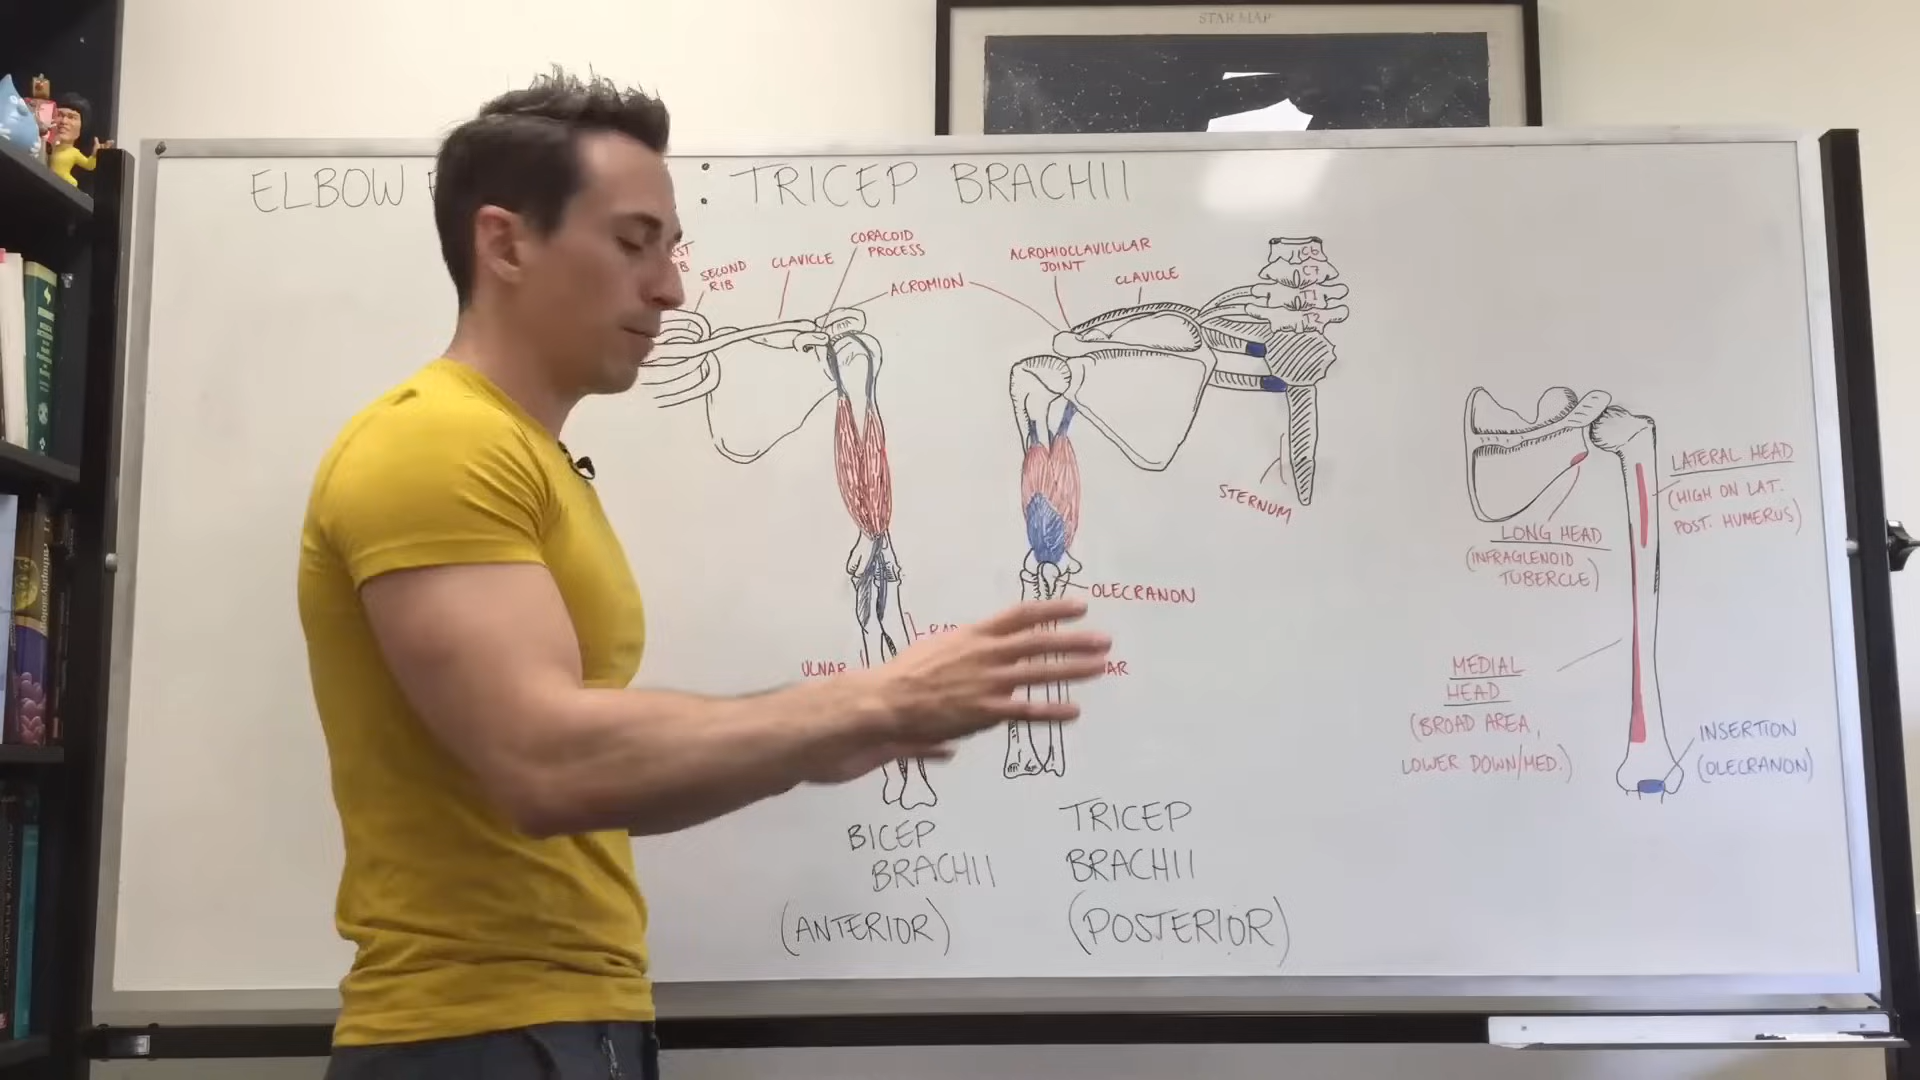 STAR MAP
ELBOW : TRICEP BRACHII
SECOND
RIB
CLAVICLE
CORACOID
PROCESS
ACROMION
ACROMIOCLAVICULAR
JOINT
CLAVICLE
C6
C7
T1
T2
STERNUM
OLECRANON
ULNAR
BICEP
BRACHII
(ANTERIOR)
TRICEP
BRACHII
(POSTERIOR)
LATERAL HEAD
(HIGH ON LAT.
POST. HUMERUS)
LONG HEAD
(INFRAGLENOID
TUBERCLE)
MEDIAL
HEAD
(BROAD AREA,
LOWER DOWN/MED.)
INSERTION
(OLECRANON)